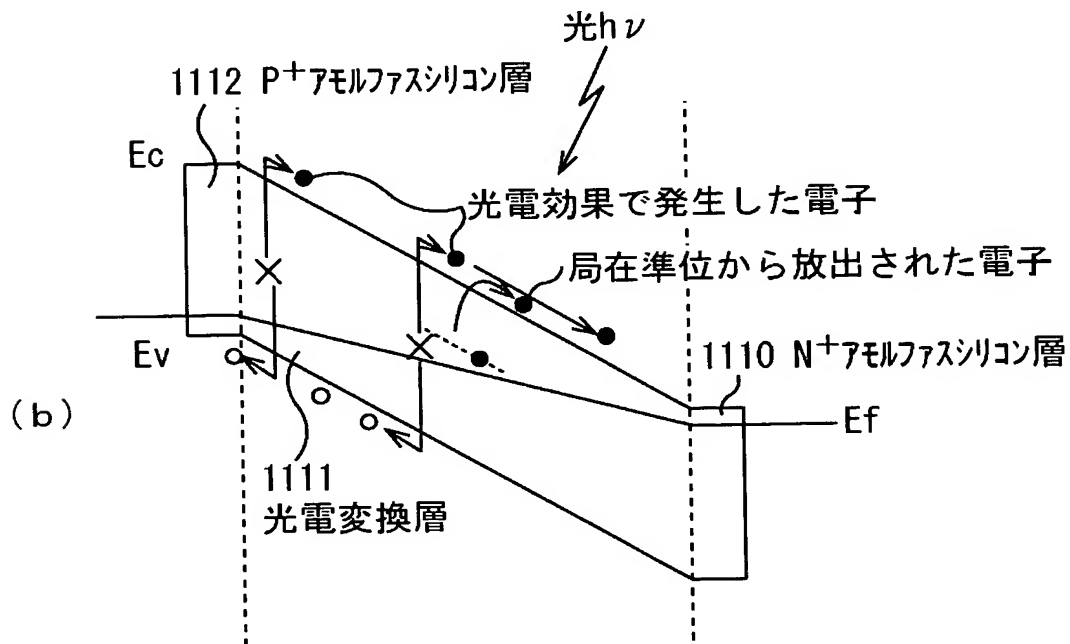 光hν
1112 P+アモルファスシリコン層
Ec
光電効果で発生した電子
局在準位から放出された電子
Ev
1110 N+アモルファスシリコン層
(b)
Ef
1111
光電変換層